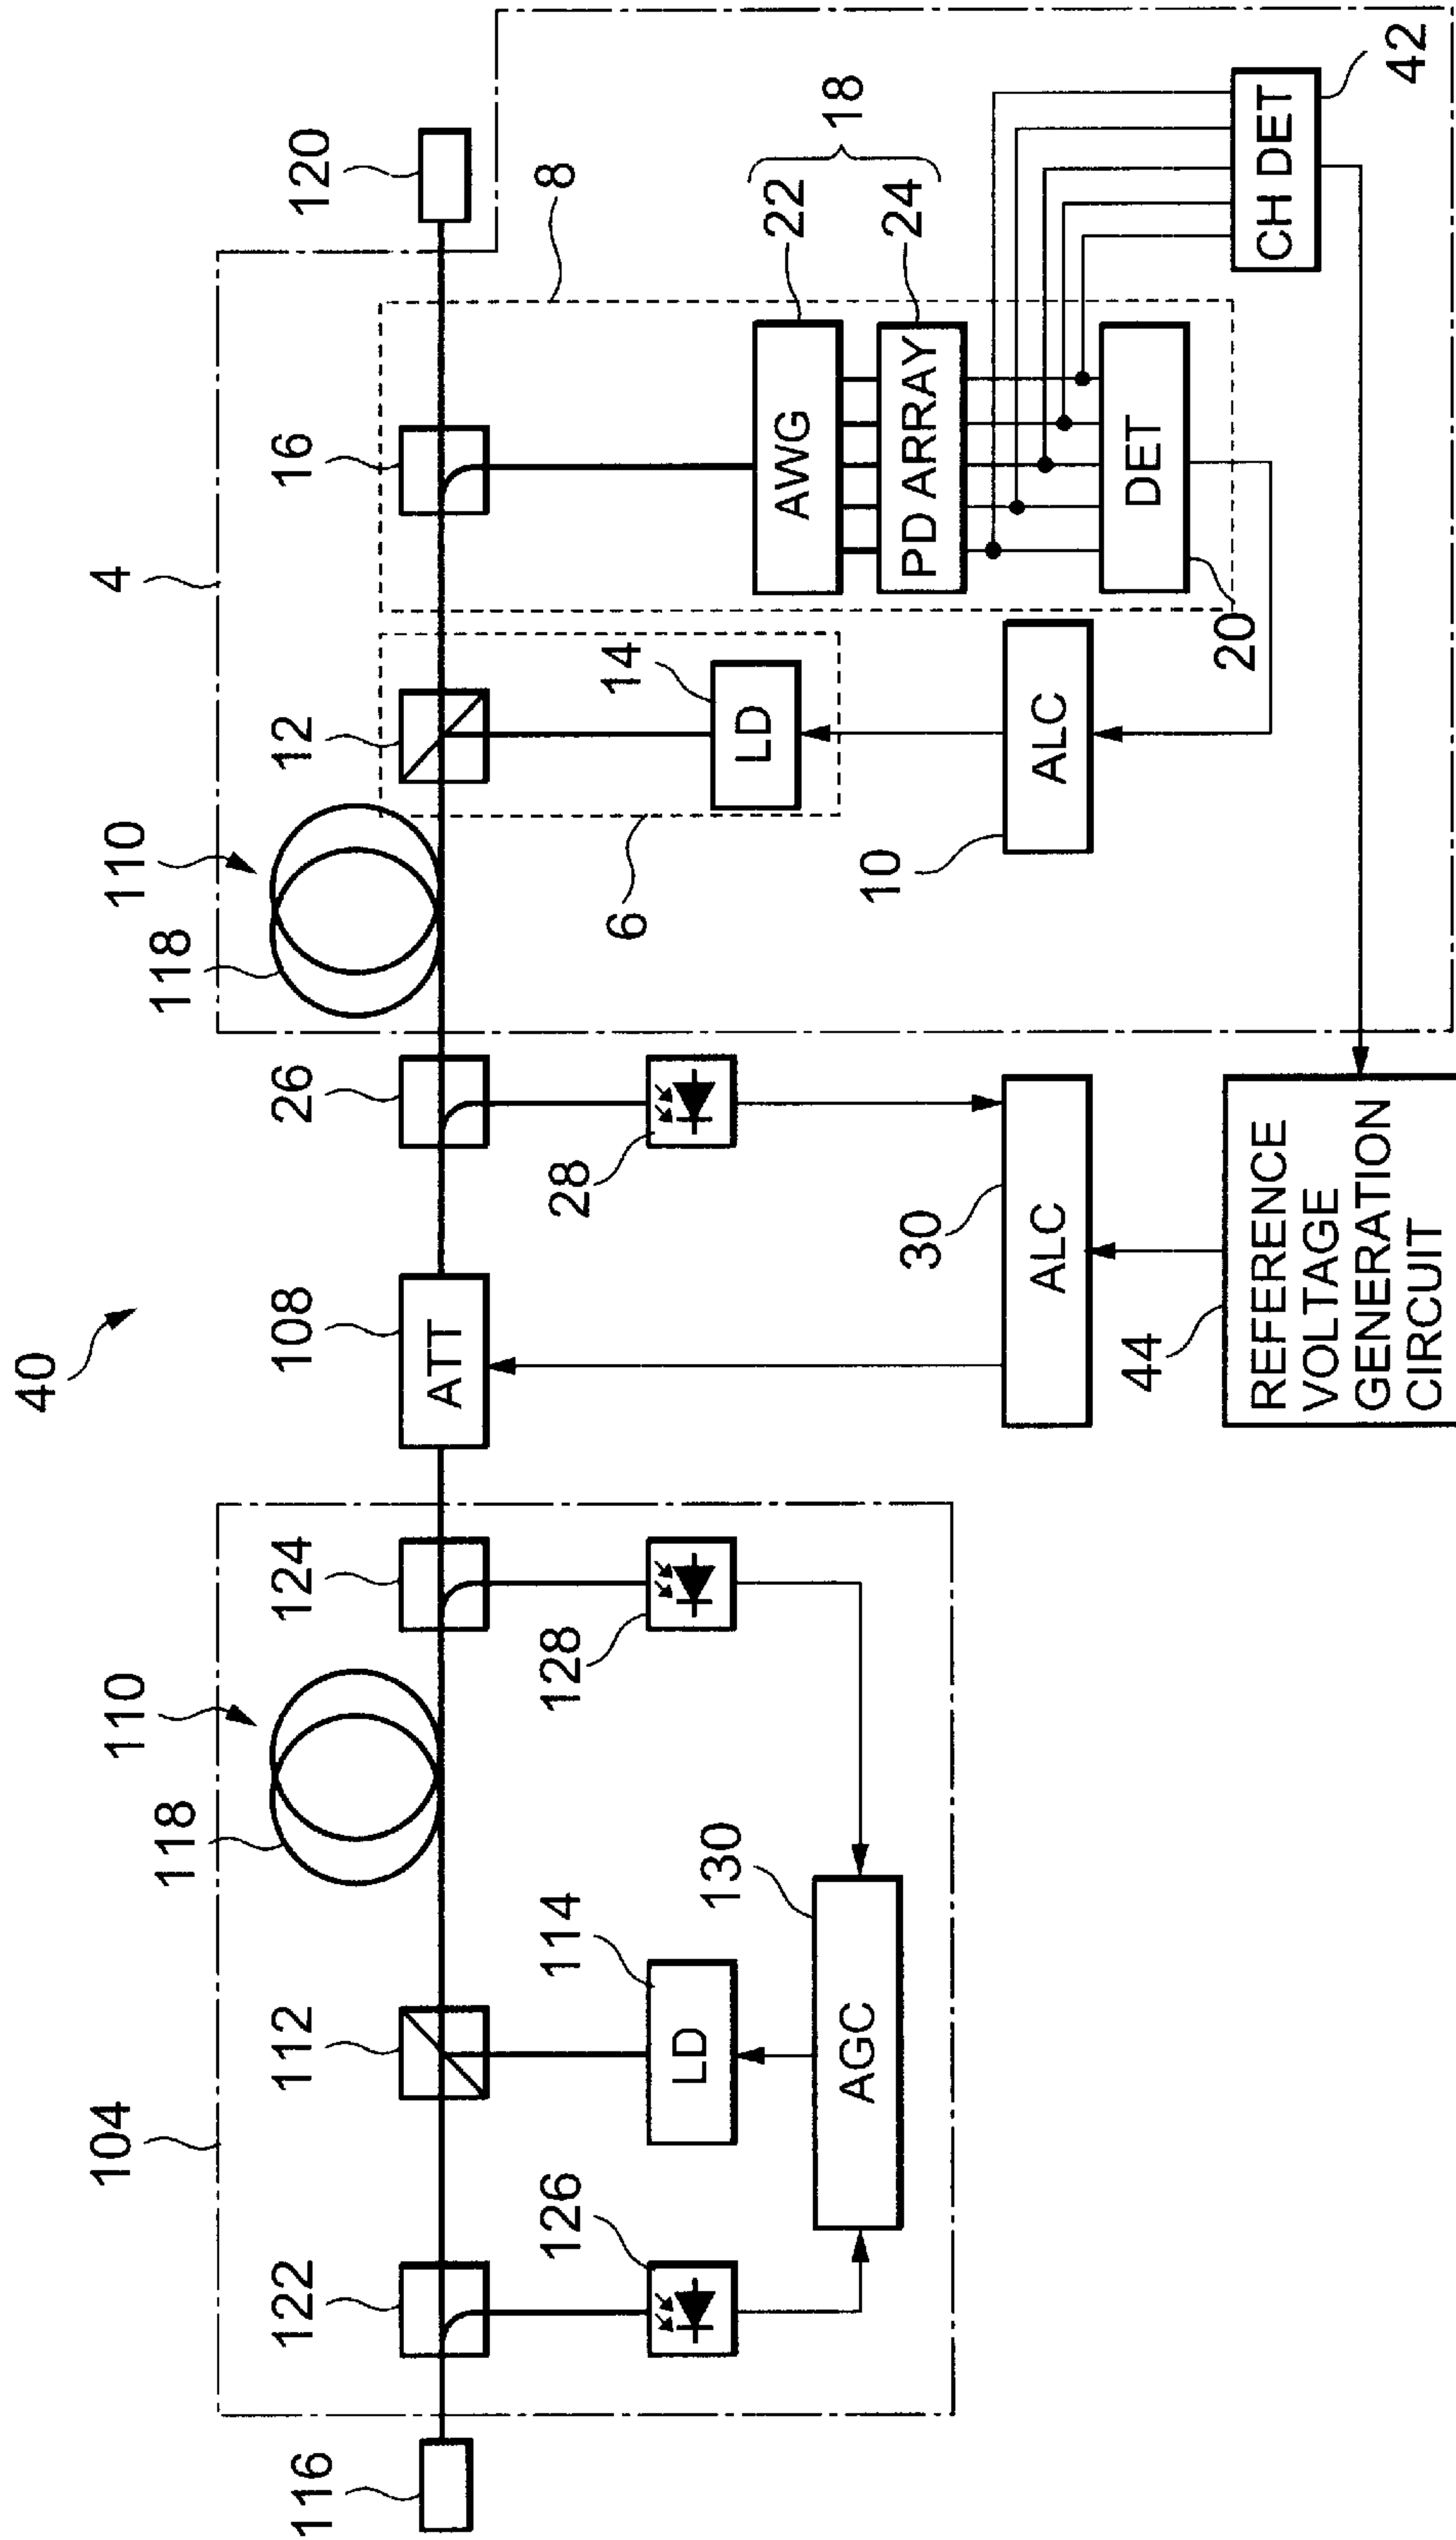 40
104
110
118
4
110
118
116
122
112
124
108
ATT
26
12
16
120
126
114
LD
128
28
6
14
LD
8
AWG
22
18
PD ARRAY
24
130
AGC
30
ALC
10
ALC
DET
20
CH DET
42
44
REFERENCE
VOLTAGE
GENERATION
CIRCUIT